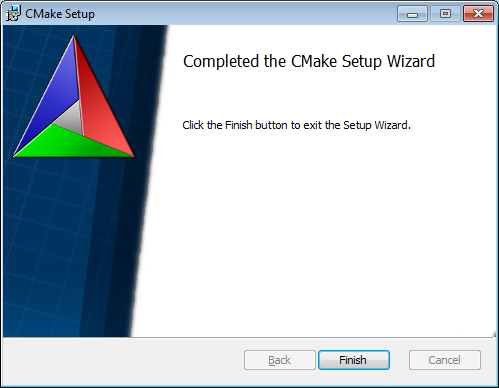 CMake Setup
Completed the CMake Setup Wizard
Click the Finish button to exit the Setup Wizard.
Back
Finish
Cancel